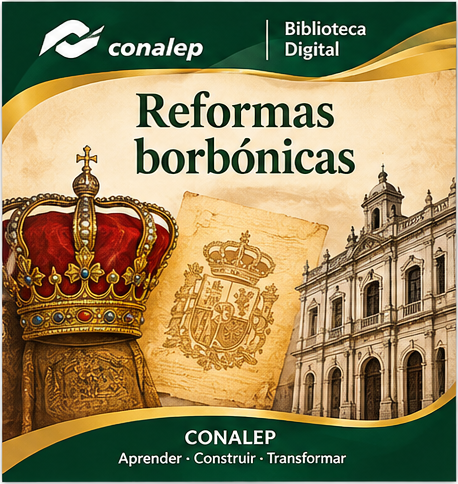 conalep
Biblioteca
Digital
Reformas
borbónicas
CONALEP
Aprender · Construir · Transformar